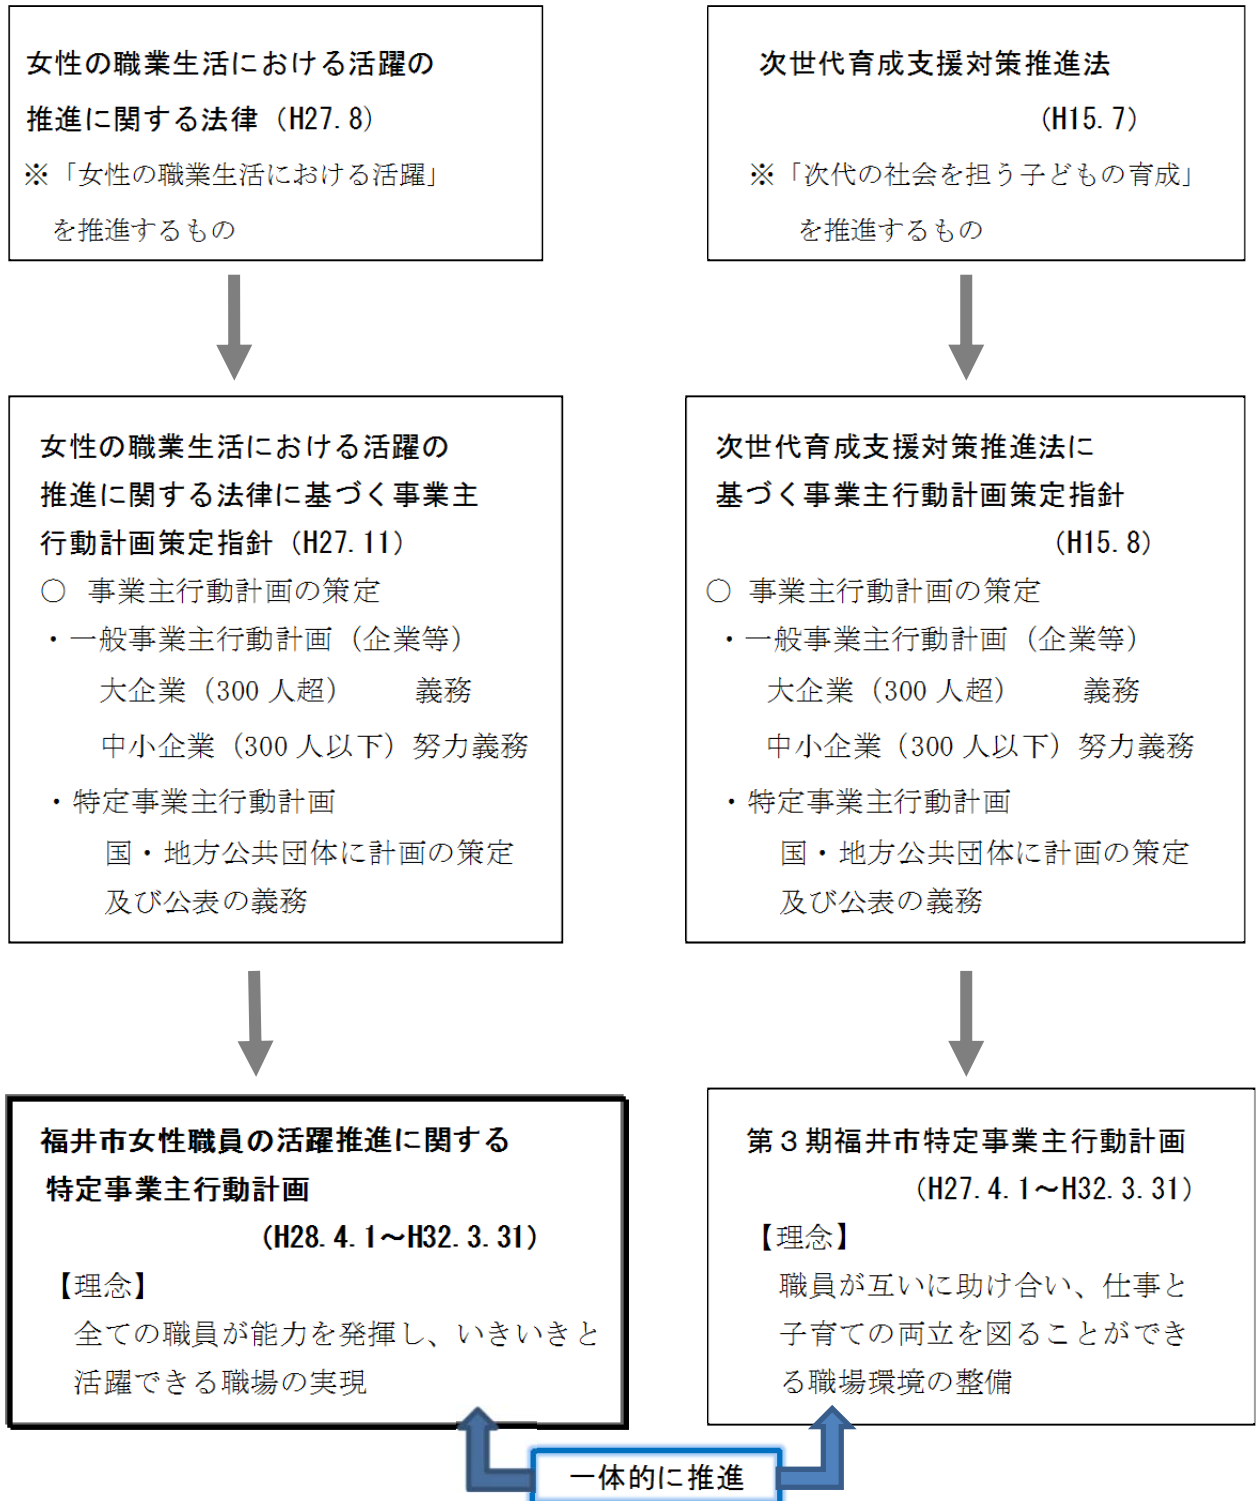 女性の職業生活における活躍の
推進に関する法律（H27.8）
※「女性の職業生活における活躍」
を推進するもの
次世代育成支援対策推進法
（H15.7）
※「次代の社会を担う子どもの育成」
を推進するもの
女性の職業生活における活躍の
推進に関する法律に基づく事業主
行動計画策定指針（H27.11）
○ 事業主行動計画の策定
・一般事業主行動計画（企業等）
大企業（300人超）　義務
中小企業（300人以下）努力義務
・特定事業主行動計画
国・地方公共団体に計画の策定
及び公表の義務
次世代育成支援対策推進法に
基づく事業主行動計画策定指針
（H15.8）
○ 事業主行動計画の策定
・一般事業主行動計画（企業等）
大企業（300人超）　義務
中小企業（300人以下）努力義務
・特定事業主行動計画
国・地方公共団体に計画の策定
及び公表の義務
福井市女性職員の活躍推進に関する
特定事業主行動計画
（H28.4.1～H32.3.31）
【理念】
全ての職員が能力を発揮し、いきいきと
活躍できる職場の実現
第３期福井市特定事業主行動計画
（H27.4.1～H32.3.31）
【理念】
職員が互いに助け合い、仕事と
子育ての両立を図ることができ
る職場環境の整備
一体的に推進